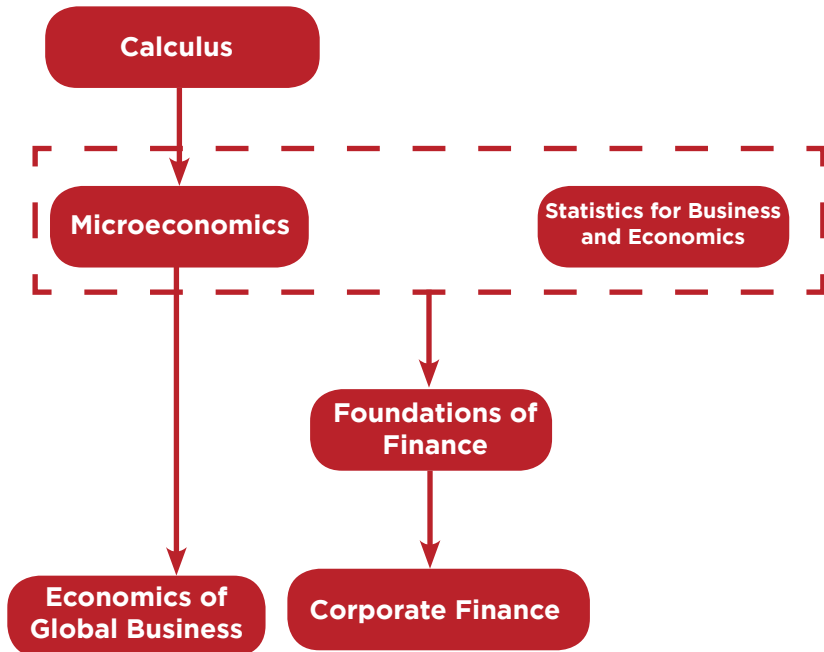 Calculus
Microeconomics
Statistics for Business
and Economics
Foundations of
Finance
Economics of
Global Business
Corporate Finance